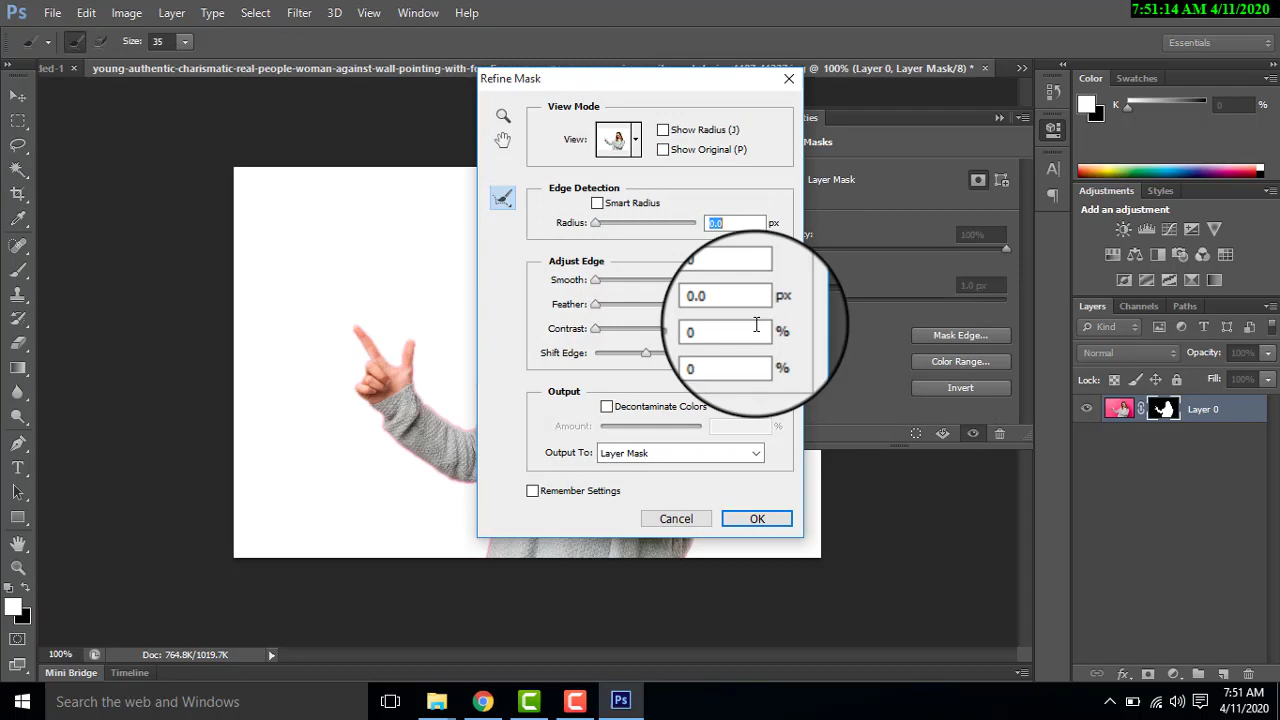 7:51:14 AM 4/11/2020
Ps File Edit Image Layer Type Select Filter 3D View Window Help
Size: 35 Essentials
young-authentic-charismatic-real-people-woman-against-wall-pointing-with @ 100% (Layer 0, Layer Mask/8) *
Refine Mask
Color Swatches
K 0 %
View Mode
View: Show Radius (J)
Show Original (P)
Masks
Layer Mask
Edge Detection
Smart Radius
Radius: 0.0 px
Adjustments Styles
Add an adjustment
100%
Adjust Edge
Smooth: 0
Feather: 0.0 px
Contrast: 0 %
Shift Edge: 0 %
1.0 px
Mask Edge...
Color Range...
Invert
Layers Channels Paths
Kind
Normal Opacity: 100%
Lock: Fill: 100%
Layer 0
Output
Decontaminate Colors
Amount: %
Output To: Layer Mask
Remember Settings
Cancel OK
100% Doc: 764.8K/1019.7K
Mini Bridge Timeline
Search the web and Windows
Ps
7:51 AM
4/11/2020